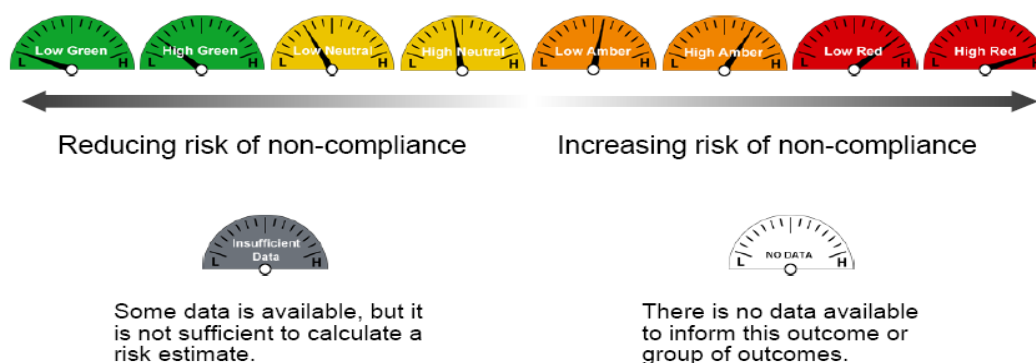 Low Green
L H
High Green
L H
Low Neutral
L H
High Neutral
L H
Low Amber
L H
High Amber
L H
Low Red
L H
High Red
L H
Reducing risk of non-compliance
Increasing risk of non-compliance
Insufficient
Data
L H
Some data is available, but it
is not sufficient to calculate a
risk estimate.
NO DATA
L H
There is no data available
to inform this outcome or
group of outcomes.